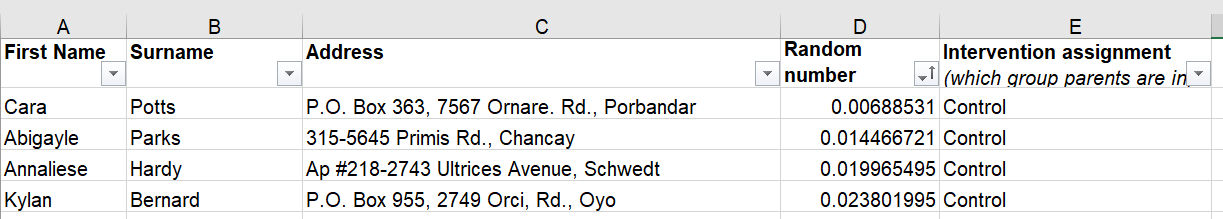 A B C D E
First Name Surname Address Random number Intervention assignment
(which group parents are in
Cara Potts P.O. Box 363, 7567 Ornare. Rd., Porbandar 0.00688531 Control
Abigayle Parks 315-5645 Primis Rd., Chancay 0.014466721 Control
Annaliese Hardy Ap #218-2743 Ultrices Avenue, Schwedt 0.019965495 Control
Kylan Bernard P.O. Box 955, 2749 Orci, Rd., Oyo 0.023801995 Control